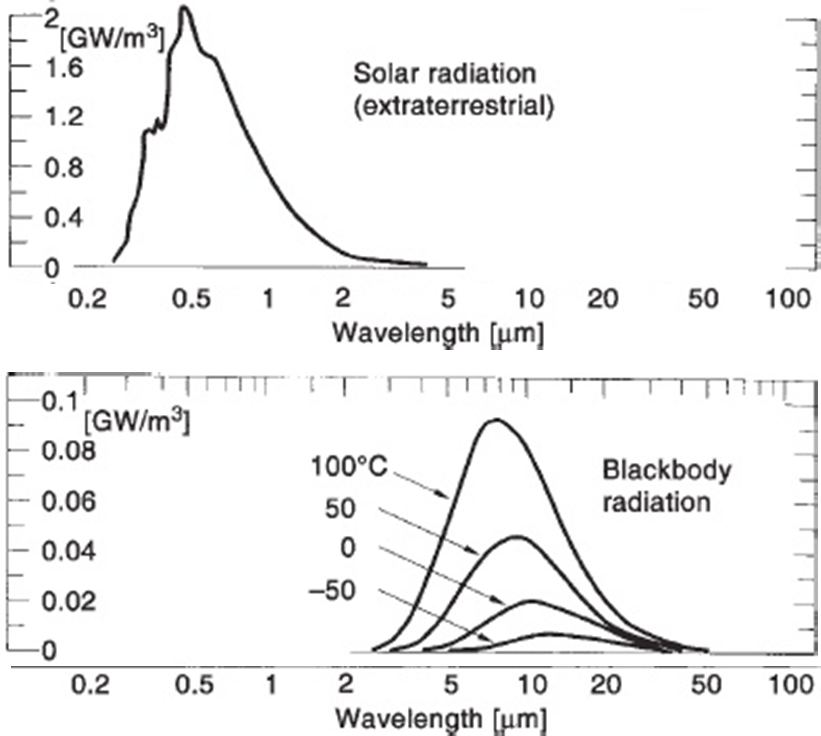 2
[GW/m³]
1.6
1.2
0.8
0.4
0
Solar radiation
(extraterrestrial)
0.2 0.5 1 2 5 10 20 50 100
Wavelength [μm]
0.1
[GW/m³]
0.08
0.06
0.04
0.02
0
100°C
50
0
–50
Blackbody
radiation
0.2 0.5 1 2 5 10 20 50 100
Wavelength [μm]